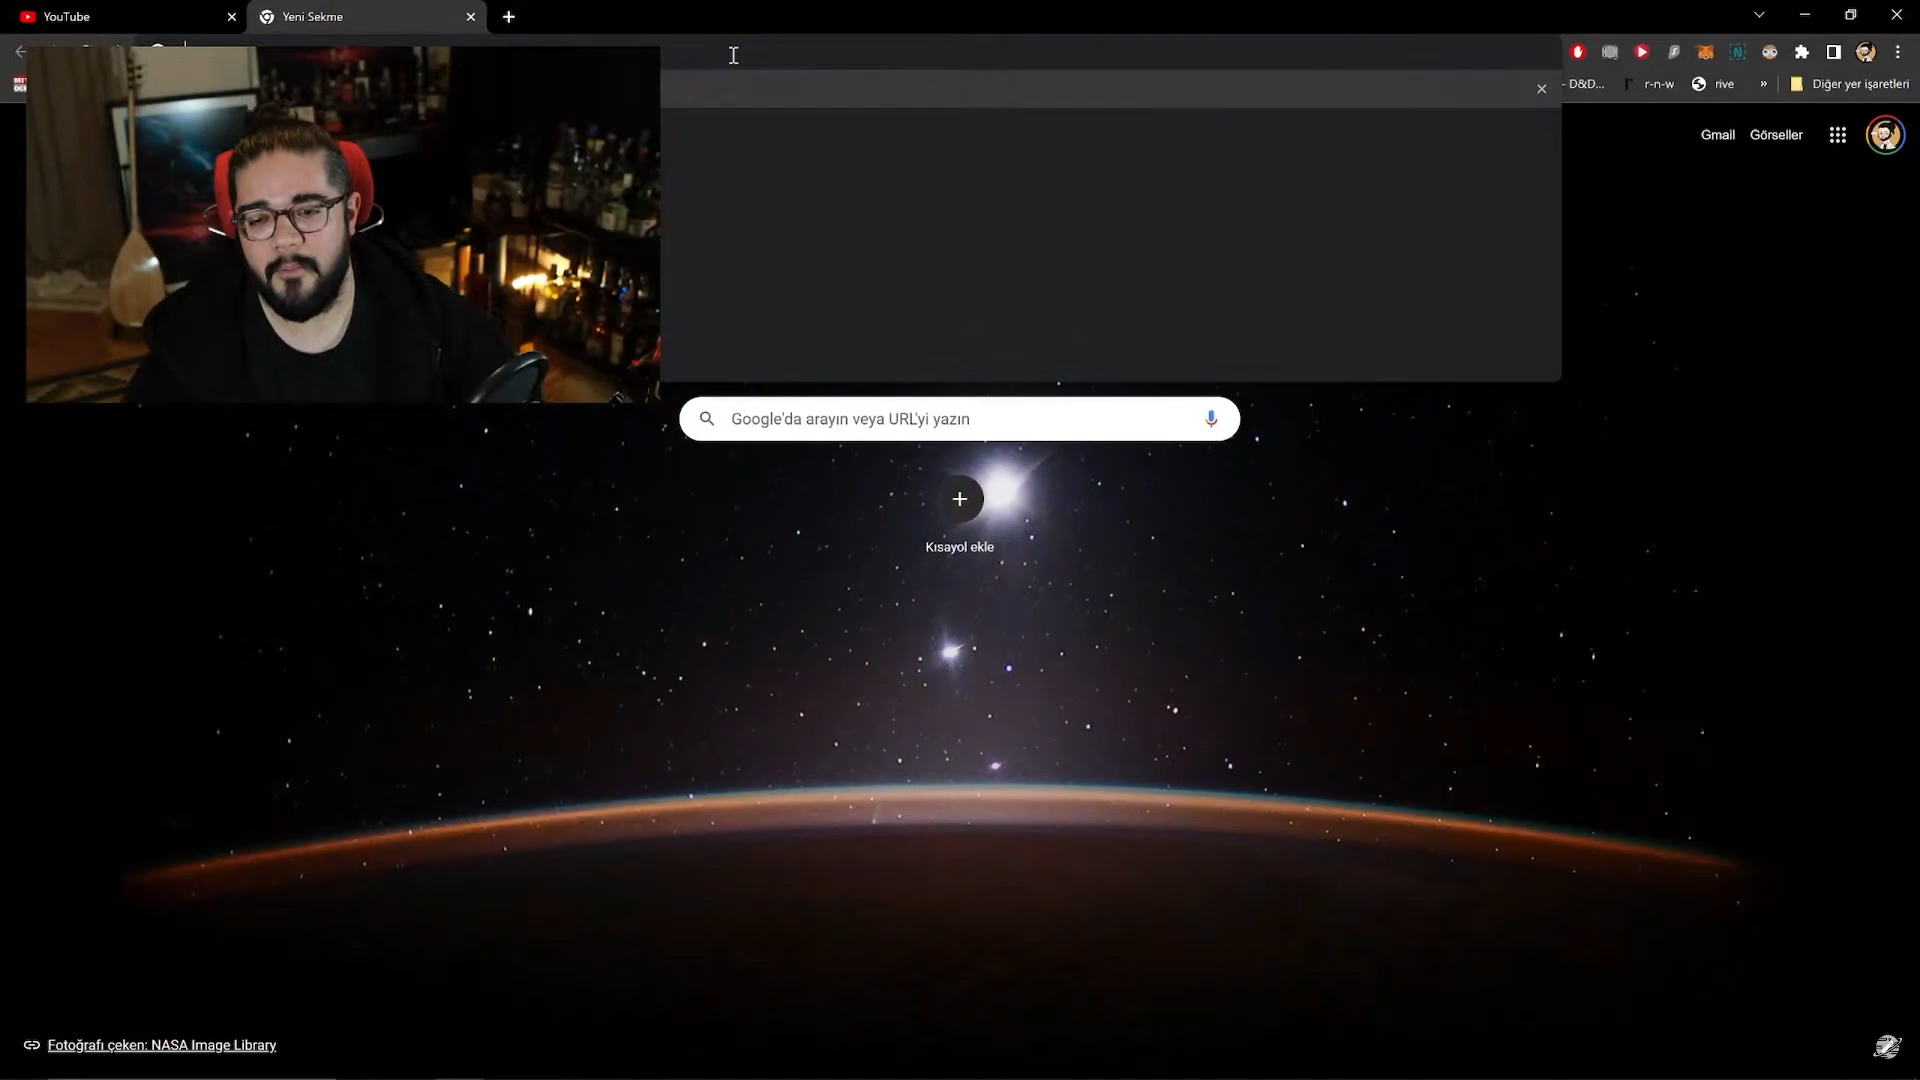 YouTube
Yeni Sekme
D&D...
r-n-w
rive
Diğer yer işaretleri
Gmail
Görseller
Google'da arayın veya URL'yi yazın
Kısayol ekle
Fotoğrafı çeken: NASA Image Library